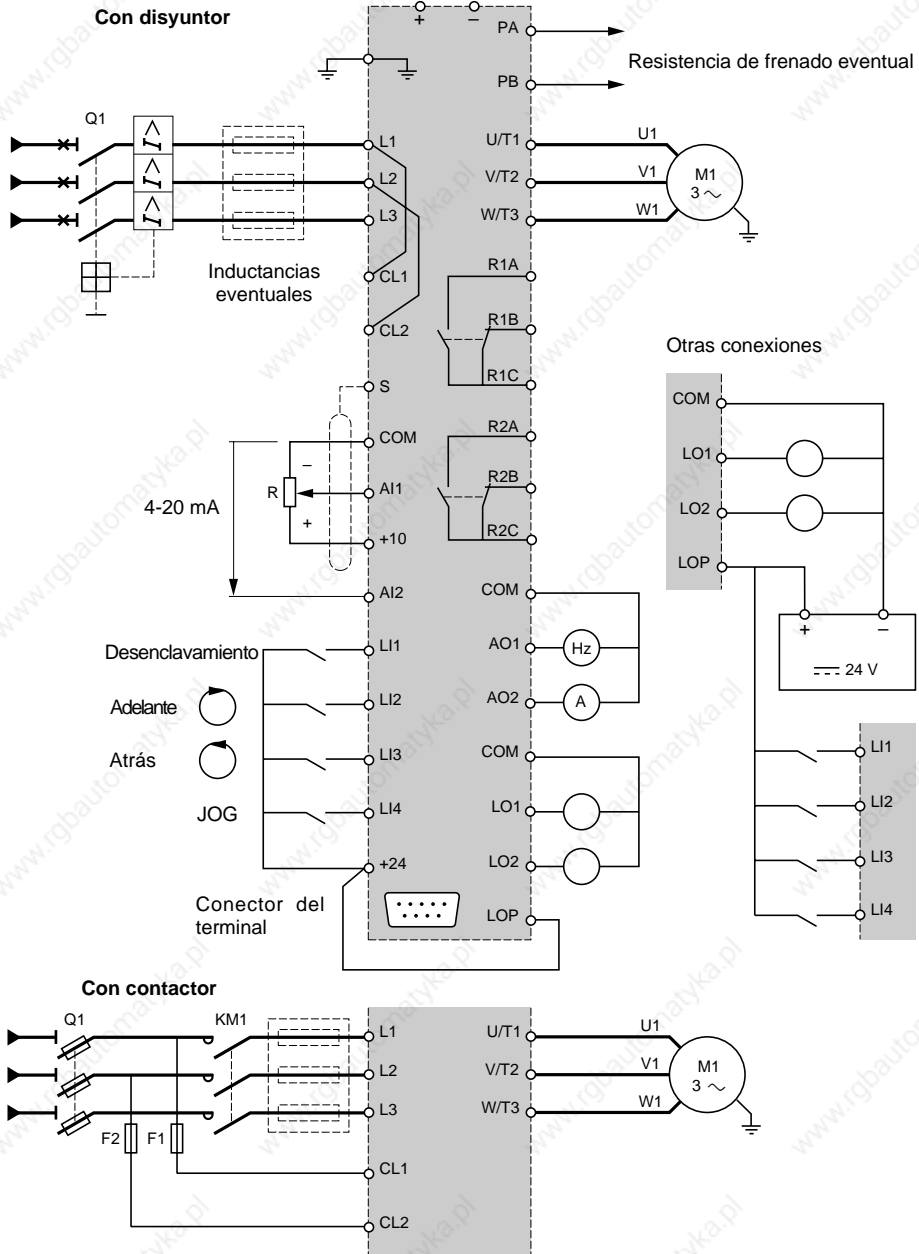 Con disyuntor
+ –
PA
Resistencia de frenado eventual
PB
Q1
L1
U/T1
U1
L2
V/T2
V1
M1
3 ~
L3
W/T3
W1
Inductancias
eventuales
CL1
R1A
CL2
R1B
R1C
S
COM
R2A
–
R
AI1
R2B
+
+10
R2C
4-20 mA
AI2
COM
Desenclavamiento
LI1
AO1
Hz
Adelante
LI2
AO2
A
Atrás
LI3
COM
JOG
LI4
LO1
+24
LO2
Conector del
terminal
LOP
Otras conexiones
COM
LO1
LO2
LOP
+ –
24 V
LI1
LI2
LI3
LI4
Con contactor
Q1
KM1
L1
U/T1
U1
L2
V/T2
V1
M1
3 ~
L3
W/T3
W1
F2
F1
CL1
CL2
www.rgbautomatyka.pl